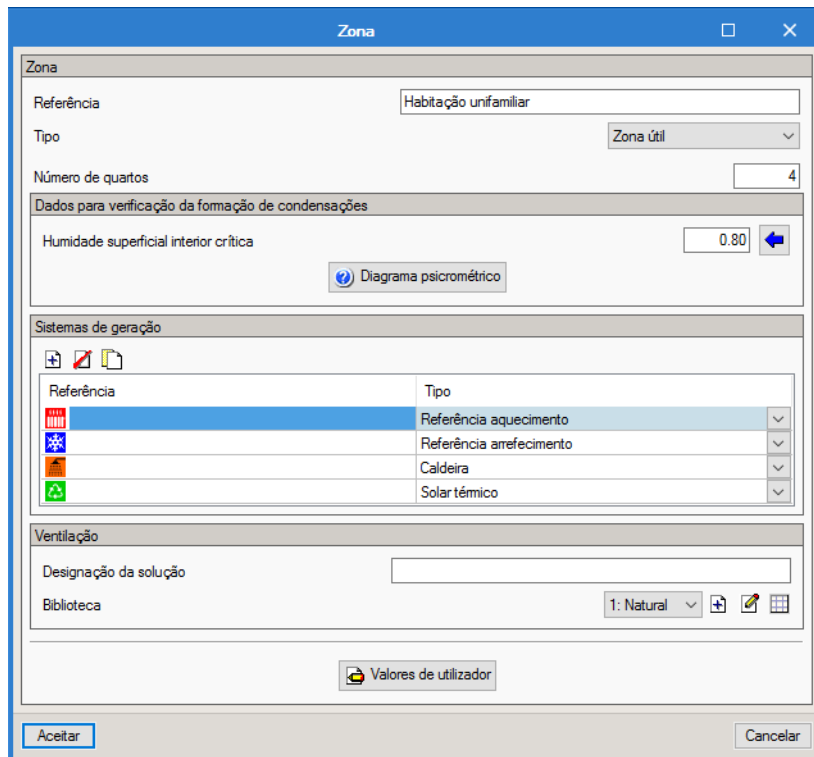 Zona
Zona
Referência Habitação unifamiliar
Tipo Zona útil
Número de quartos 4
Dados para verificação da formação de condensações
Humidade superficial interior crítica 0.80
Diagrama psicrométrico
Sistemas de geração
Referência Tipo
Referência aquecimento
Referência arrefecimento
Caldeira
Solar térmico
Ventilação
Designação da solução
Biblioteca 1: Natural
Valores de utilizador
Aceitar Cancelar